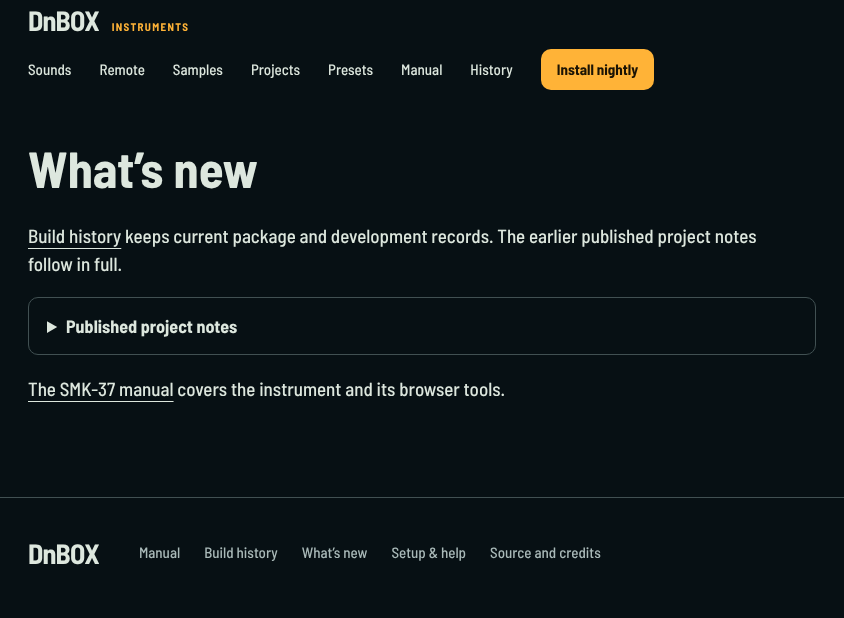 DnBOX INSTRUMENTS
Sounds Remote Samples Projects Presets Manual History Install nightly
What’s new
Build history keeps current package and development records. The earlier published project notes
follow in full.
Published project notes
The SMK-37 manual covers the instrument and its browser tools.
DnBOX Manual Build history What’s new Setup & help Source and credits